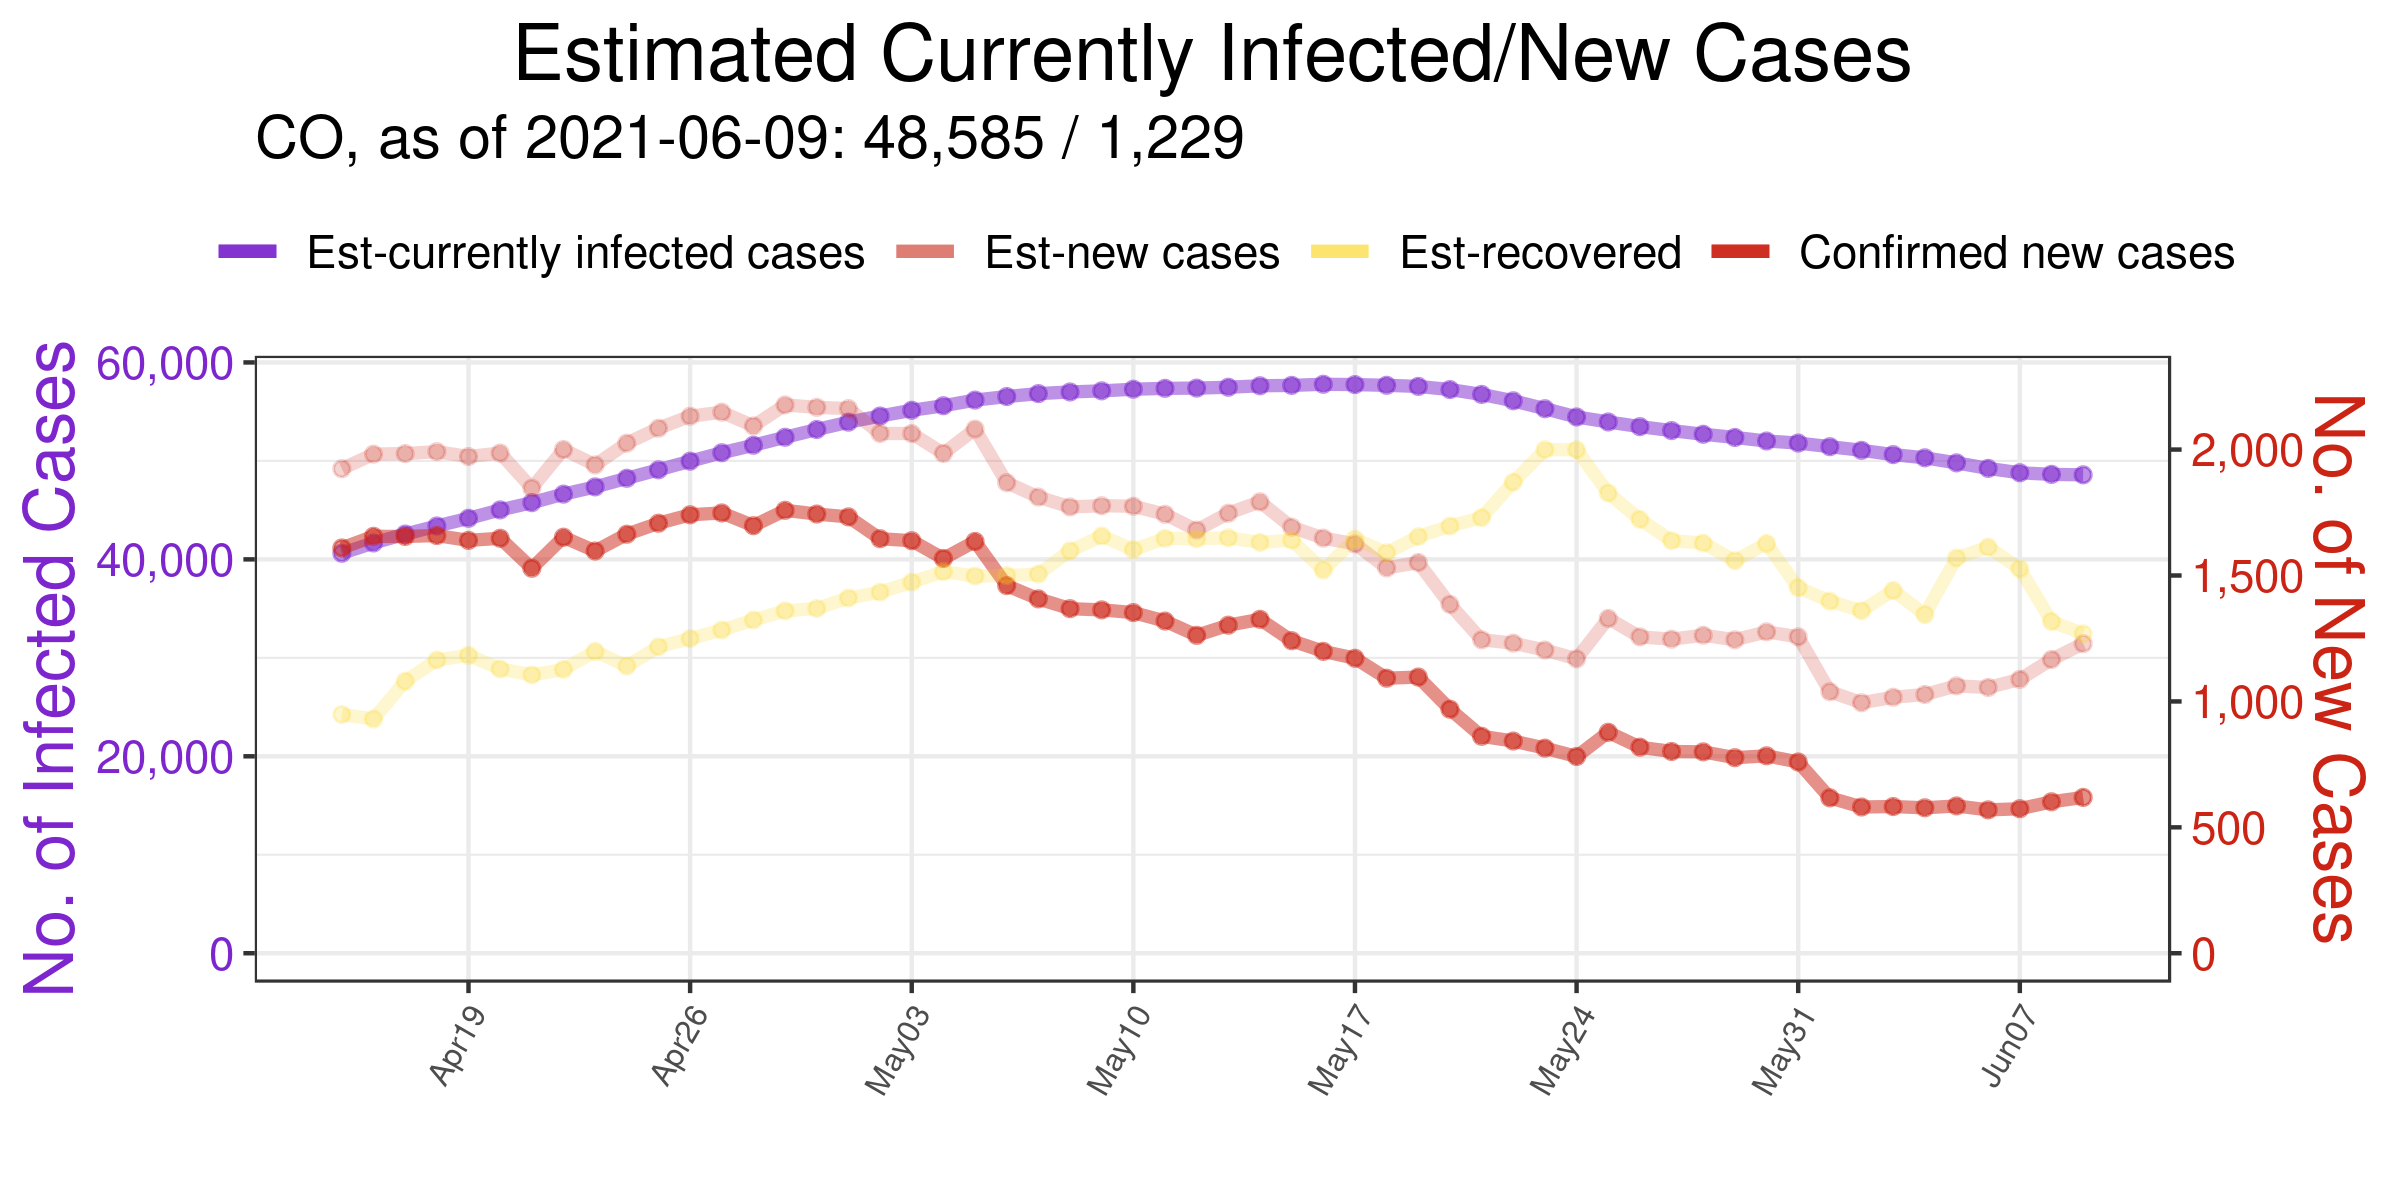 Estimated Currently Infected/New Cases
CO, as of 2021-06-09: 48,585 / 1,229
Est-currently infected cases Est-new cases Est-recovered Confirmed new cases
No. of Infected Cases
60,000
40,000
20,000
0
2,000
1,500
1,000
500
0
No. of New Cases
Apr19 Apr26 May03 May10 May17 May24 May31 Jun07